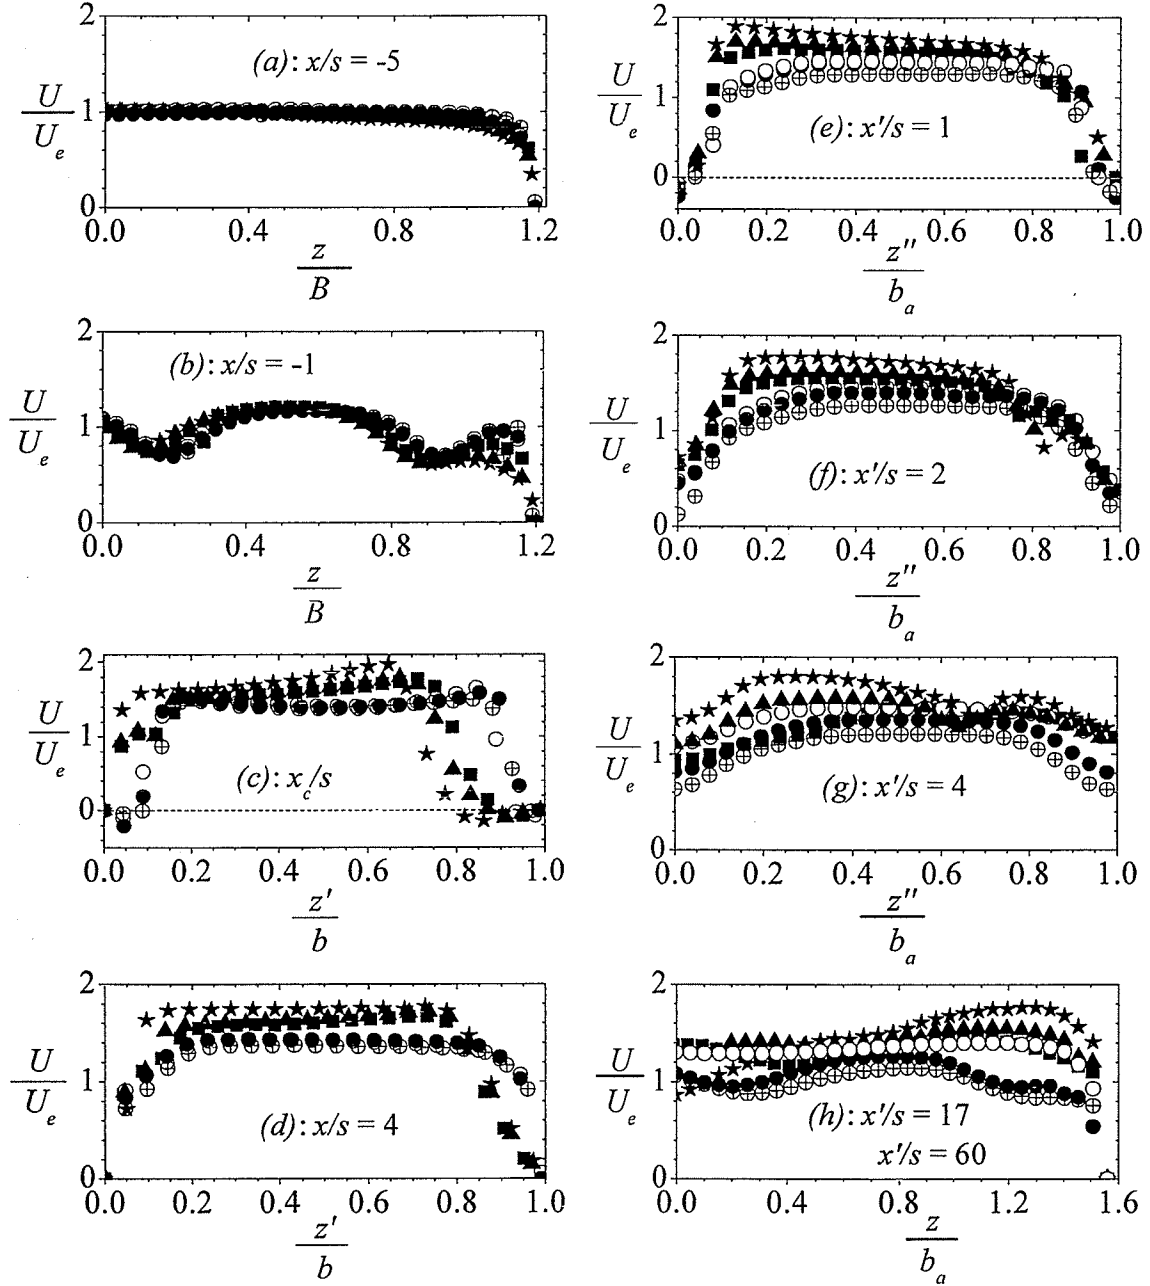 2
(a): x/s = -5
U
1
U_e
0
0.0 0.4 0.8 1.2
z
B
2
(b): x/s = -1
U
1
U_e
0
0.0 0.4 0.8 1.2
z
B
2
U
1
U_e
(c): x_c/s
0
0.0 0.2 0.4 0.6 0.8 1.0
z'
b
2
U
1
U_e
(d): x/s = 4
0
0.0 0.2 0.4 0.6 0.8 1.0
z'
b
2
U
1
U_e
(e): x'/s = 1
0
0.0 0.2 0.4 0.6 0.8 1.0
z''
b_a
2
U
1
U_e
(f): x'/s = 2
0
0.0 0.2 0.4 0.6 0.8 1.0
z''
b_a
2
U
1
U_e
(g): x'/s = 4
0
0.0 0.2 0.4 0.6 0.8 1.0
z''
b_a
2
U
1
U_e
(h): x'/s = 17
x'/s = 60
0
0.0 0.4 0.8 1.2 1.6
z
b_a